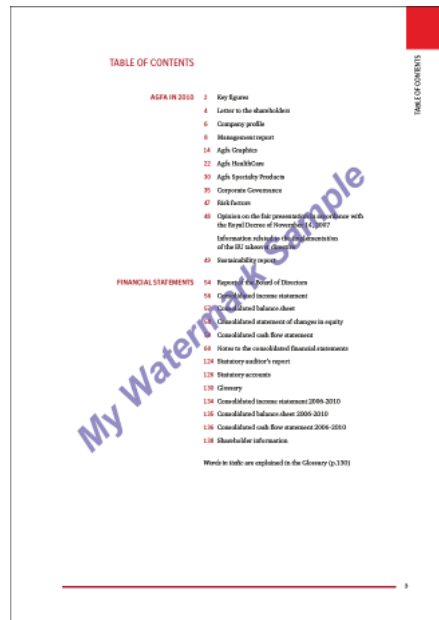 TABLE OF CONTENTS
TABLE OF CONTENTS
AGFA IN 2010
2 Key figures
4 Letter to the shareholders
6 Company profile
8 Management report
14 Agfa Graphics
22 Agfa HealthCare
30 Agfa Specialty Products
35 Corporate Governance
47 Risk factors
48 Opinion on the fair presentation in accordance with
the Royal Decree of November 14, 2007
Information related to the implementation
of the EU takeover directive
49 Sustainability report
FINANCIAL STATEMENTS
54 Report of the Board of Directors
56 Consolidated income statement
57 Consolidated balance sheet
58 Consolidated statement of changes in equity
59 Consolidated cash flow statement
60 Notes to the consolidated financial statements
124 Statutory auditor's report
126 Statutory accounts
130 Glossary
134 Consolidated income statement 2006-2010
135 Consolidated balance sheet 2006-2010
136 Consolidated cash flow statement 2006-2010
138 Shareholder information
Words in italic are explained in the Glossary (p.130)
My Watermark Sample
3